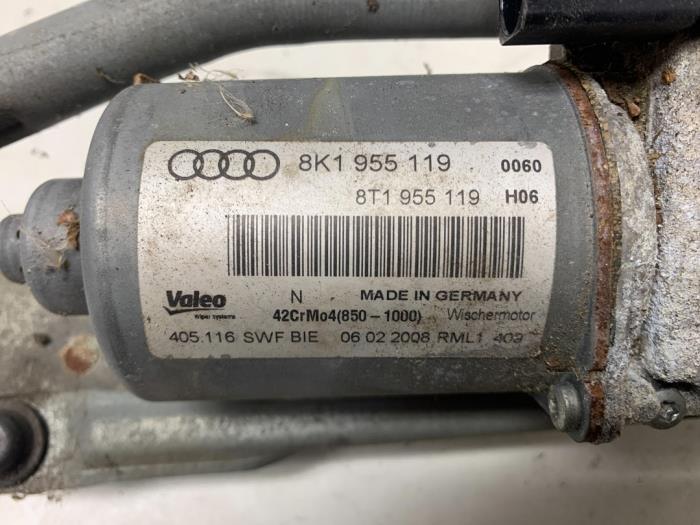 8K1 955 119 0060
8T1 955 119 H06
Valeo N MADE IN GERMANY
Wiper systems 42CrMo4(850-1000) Wischermotor
405.116 SWF BIE 06 02 2008 RML1 403